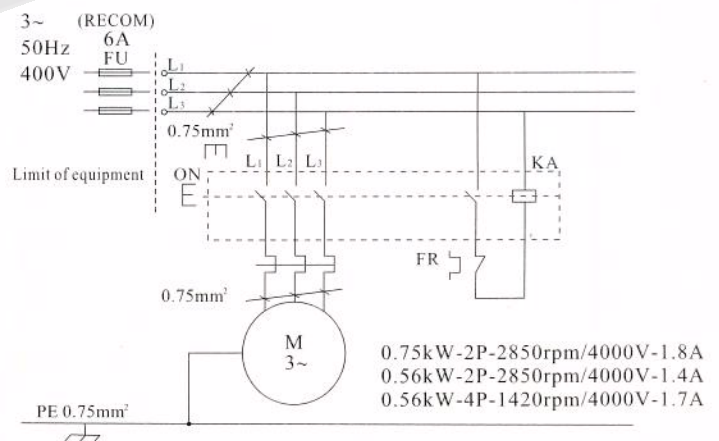 3~ (RECOM)
50Hz 6A
400V FU
L1
L2
L3
0.75mm²
Limit of equipment
ON
L1 L2 L3
KA
FR
0.75mm²
M
3~
0.75kW-2P-2850rpm/4000V-1.8A
0.56kW-2P-2850rpm/4000V-1.4A
0.56kW-4P-1420rpm/4000V-1.7A
PE 0.75mm²